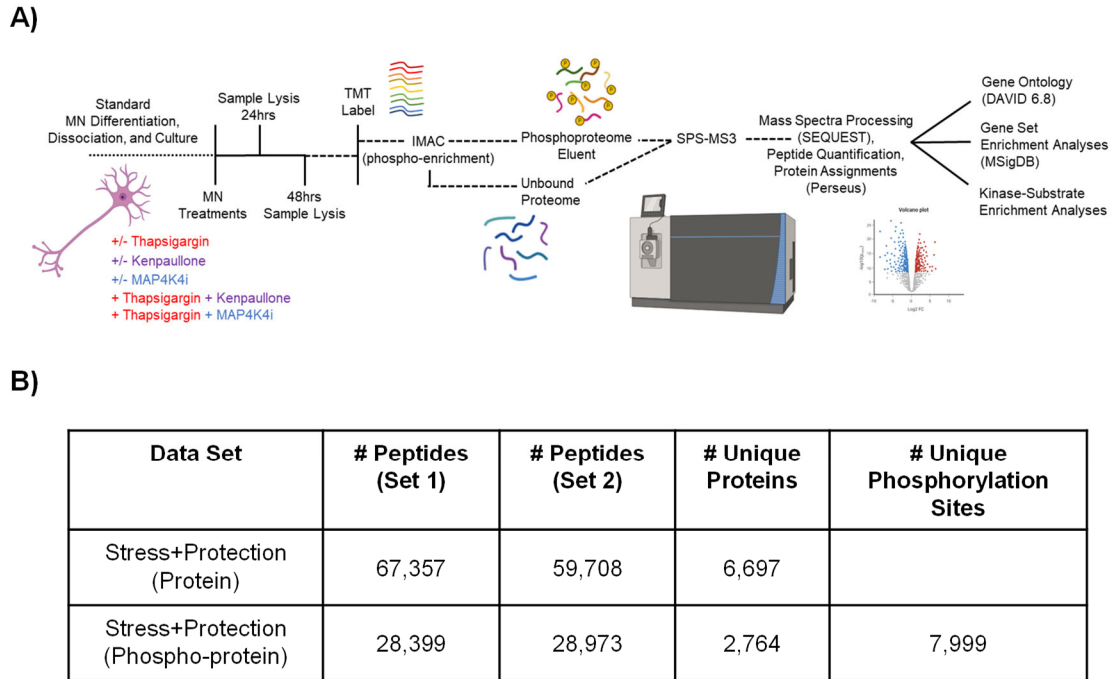 A)
Standard
MN Differentiation,
Dissociation, and Culture
Sample Lysis
24hrs
MN
Treatments
48hrs
Sample Lysis
+/- Thapsigargin
+/- Kenpaullone
+/- MAP4K4i
+ Thapsigargin + Kenpaullone
+ Thapsigargin + MAP4K4i
TMT
Label
IMAC
(phospho-enrichment)
Phosphoproteome
Eluent
Unbound
Proteome
SPS-MS3
Mass Spectra Processing
(SEQUEST),
Peptide Quantification,
Protein Assignments
(Perseus)
Volcano plot
Log2 FC
Gene Ontology
(DAVID 6.8)
Gene Set
Enrichment Analyses
(MSigDB)
Kinase-Substrate
Enrichment Analyses
B)
Data Set
# Peptides
(Set 1)
# Peptides
(Set 2)
# Unique
Proteins
# Unique
Phosphorylation
Sites
Stress+Protection
(Protein)
67,357
59,708
6,697
Stress+Protection
(Phospho-protein)
28,399
28,973
2,764
7,999